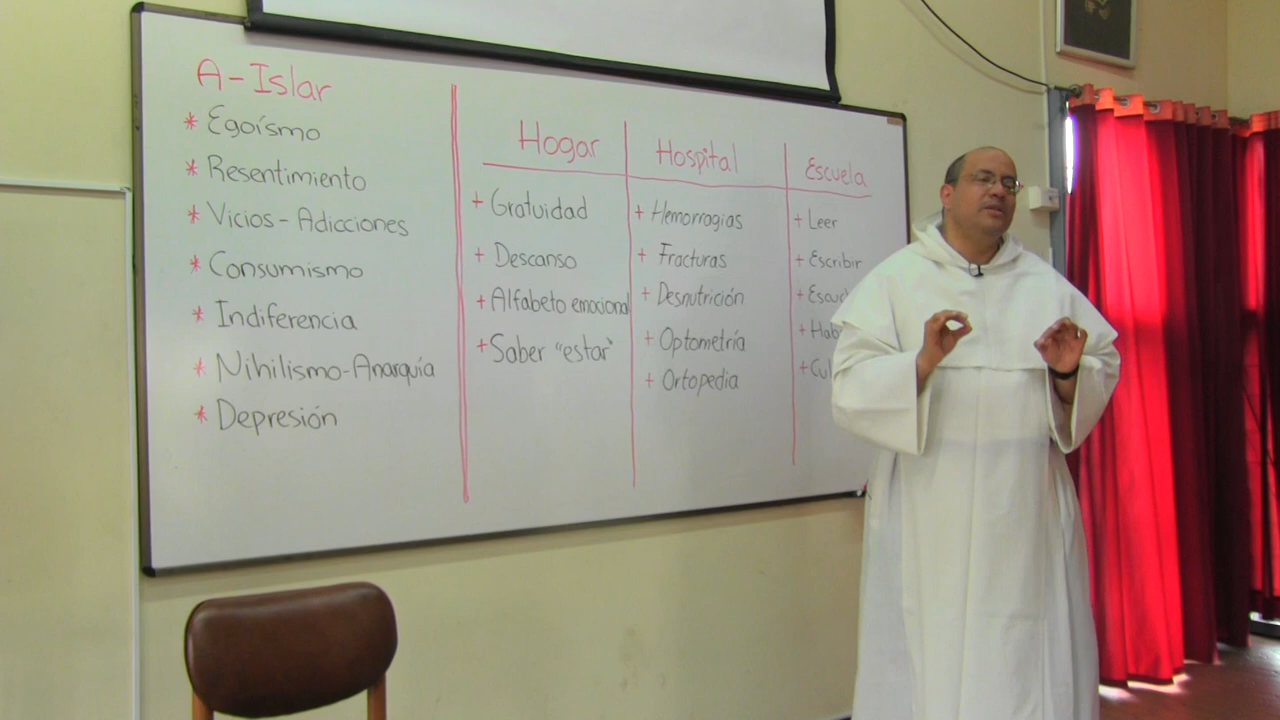 A-Islar
* Egoísmo
* Resentimiento
* Vicios - Adicciones
* Consumismo
* Indiferencia
* Nihilismo-Anarquía
* Depresión
Hogar
+ Gratuidad
+ Descanso
+ Alfabeto emocional
+ Saber "estar"
Hospital
+ Hemorragias
+ Fracturas
+ Desnutrición
+ Optometría
+ Ortopedia
Escuela
+ Leer
+ Escribir